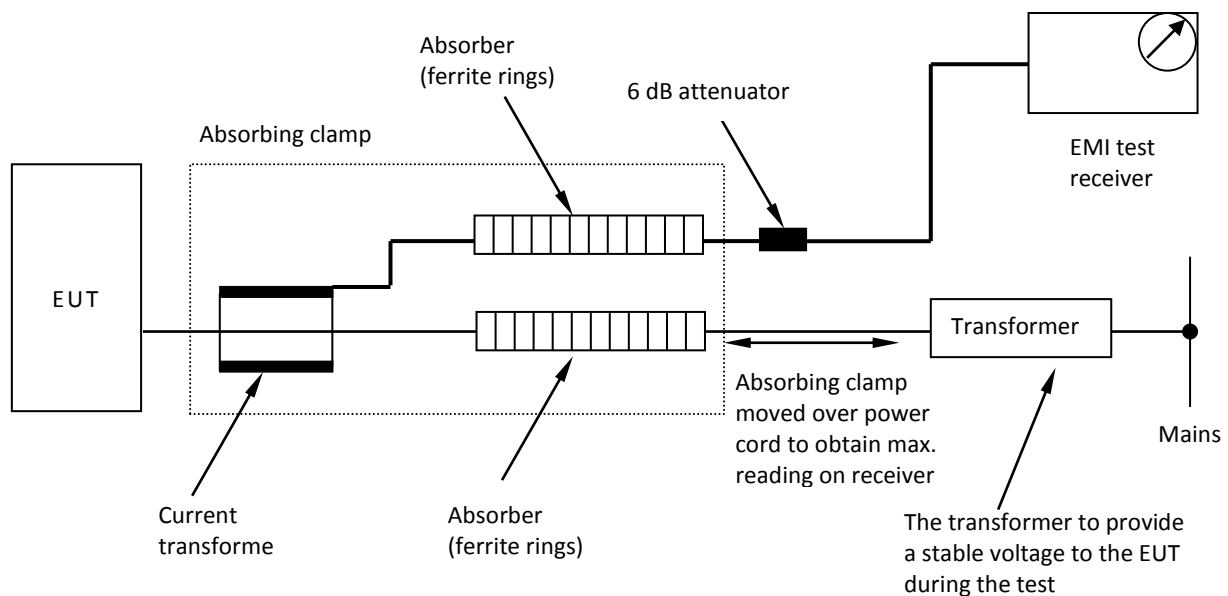 Absorber
(ferrite rings)
6 dB attenuator
Absorbing clamp
EMI test
receiver
EUT
Transformer
Absorbing clamp
moved over power
cord to obtain max.
reading on receiver
Mains
Current
transforme
Absorber
(ferrite rings)
The transformer to provide
a stable voltage to the EUT
during the test